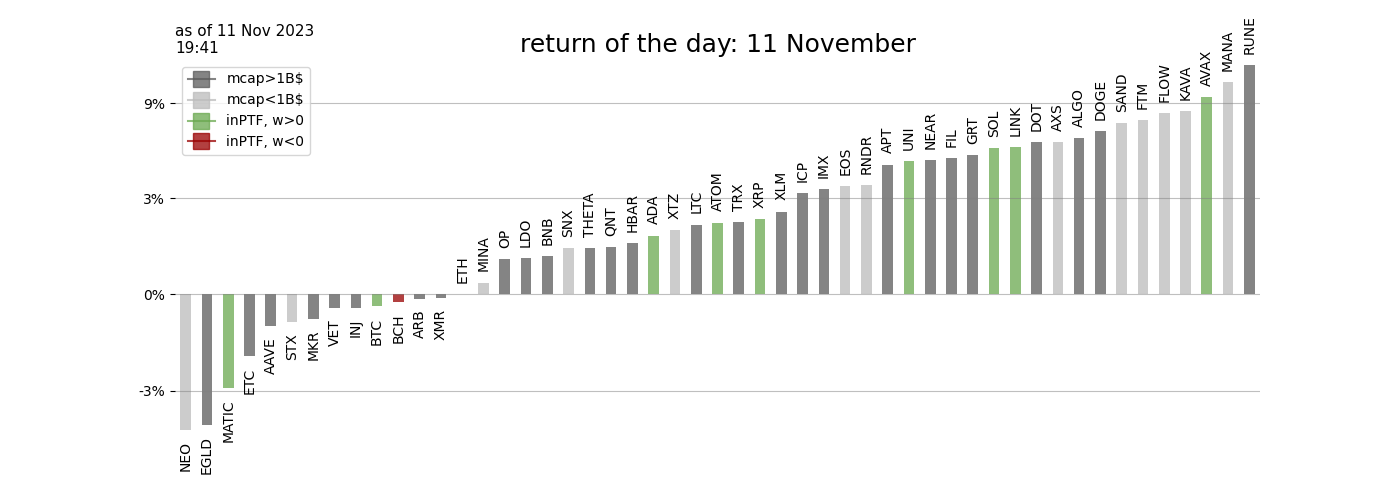 as of 11 Nov 2023
19:41
return of the day: 11 November
mcap>1B$
mcap<1B$
inPTF, w>0
inPTF, w<0
9%
3%
0%
-3%
NEO
EGLD
MATIC
ETC
AAVE
STX
MKR
VET
INJ
BTC
BCH
ARB
XMR
ETH
MINA
OP
LDO
BNB
SNX
THETA
QNT
HBAR
ADA
XTZ
LTC
ATOM
TRX
XRP
XLM
ICP
IMX
EOS
RNDR
APT
UNI
NEAR
FIL
GRT
SOL
LINK
DOT
AXS
ALGO
DOGE
SAND
FTM
FLOW
KAVA
AVAX
MANA
RUNE